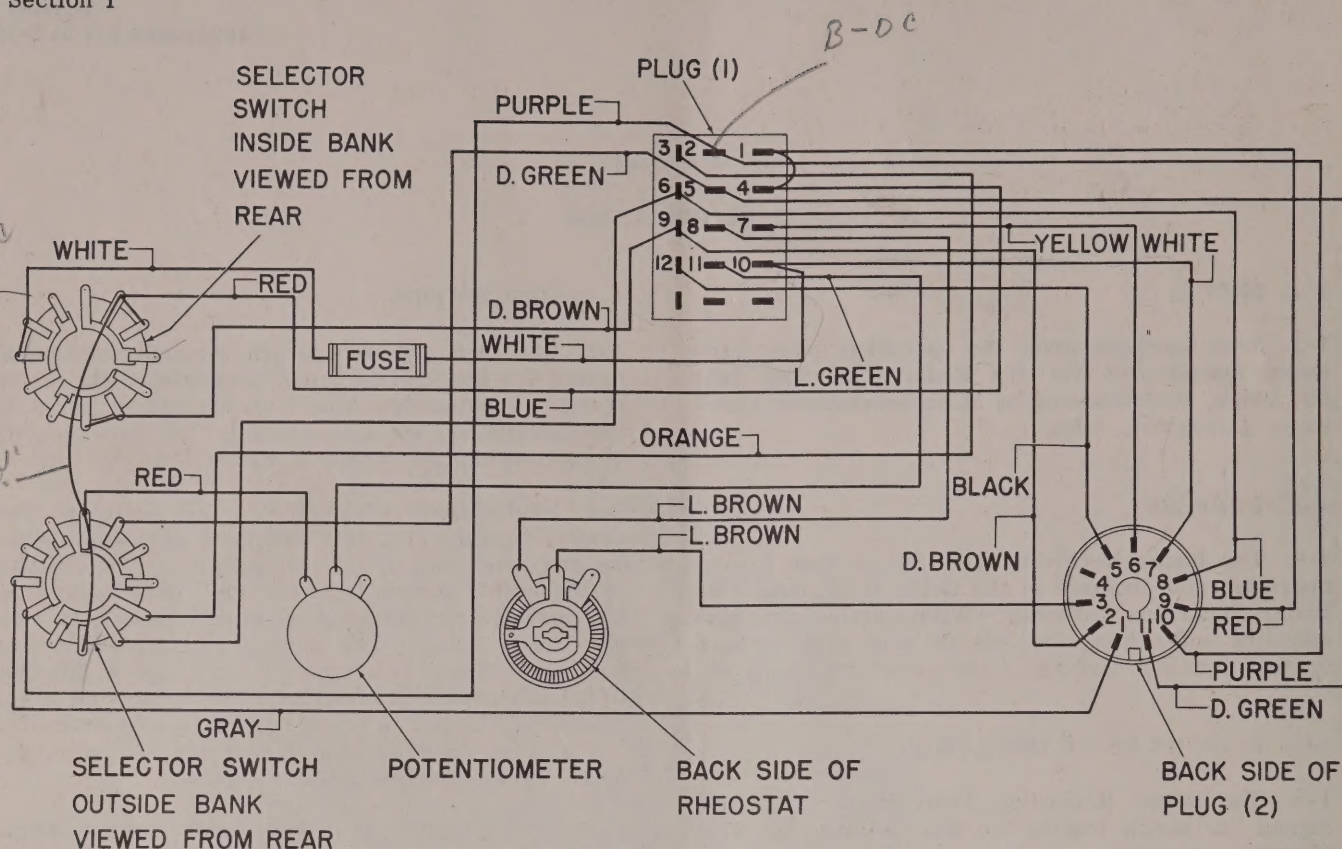 Section 1
B-DC
PLUG (1)
SELECTOR
SWITCH
INSIDE BANK
VIEWED FROM
REAR
PURPLE
D. GREEN
3 2 1
6 5 4
9 8 7
12 11 10
YELLOW WHITE
WHITE
RED
D. BROWN
FUSE
WHITE
L. GREEN
BLUE
ORANGE
RED
BLACK
L. BROWN
L. BROWN
D. BROWN
5 6 7
4 8
3 9
2 1 11 10
BLUE
RED
PURPLE
D. GREEN
GRAY
SELECTOR SWITCH
OUTSIDE BANK
VIEWED FROM REAR
POTENTIOMETER
BACK SIDE OF
RHEOSTAT
BACK SIDE OF
PLUG (2)